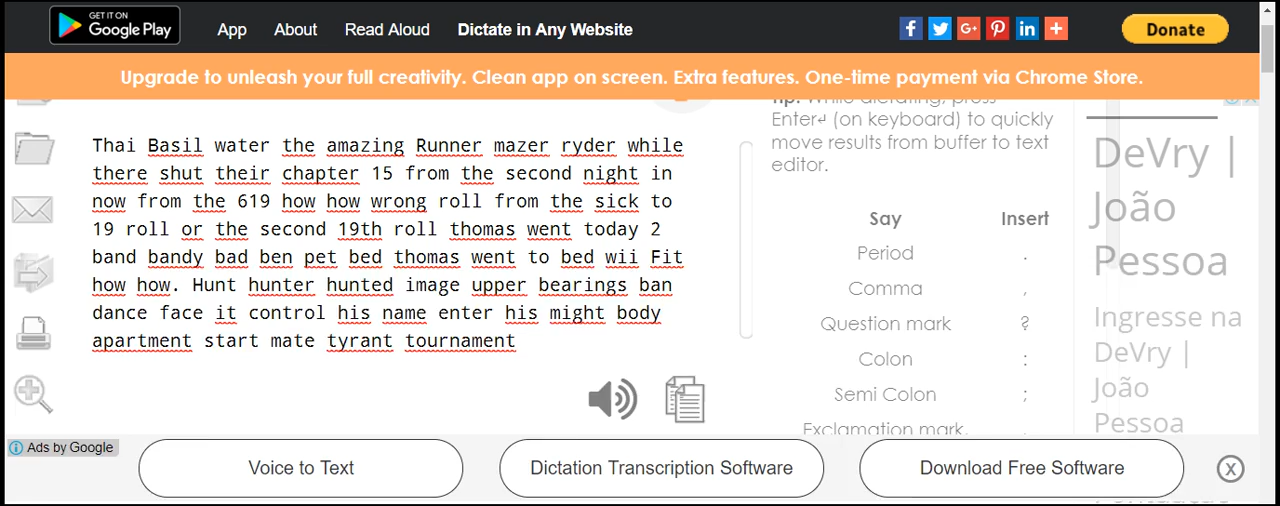 GET IT ON
Google Play
App
About
Read Aloud
Dictate in Any Website
Donate
Upgrade to unleash your full creativity. Clean app on screen. Extra features. One-time payment via Chrome Store.
Thai Basil water the amazing Runner mazer ryder while
there shut their chapter 15 from the second night in
now from the 619 how how wrong roll from the sick to
19 roll or the second 19th roll thomas went today 2
band bandy bad ben pet bed thomas went to bed wii Fit
how how. Hunt hunter hunted image upper bearings ban
dance face it control his name enter his might body
apartment start mate tyrant tournament
Tip: While dictating, press
Enter↵ (on keyboard) to quickly
move results from buffer to text
editor.
Say Insert
Period .
Comma ,
Question mark ?
Colon :
Semi Colon ;
Exclamation mark
DeVry |
João
Pessoa
Ingresse na
DeVry |
João
Pessoa
Ads by Google
Voice to Text
Dictation Transcription Software
Download Free Software
X